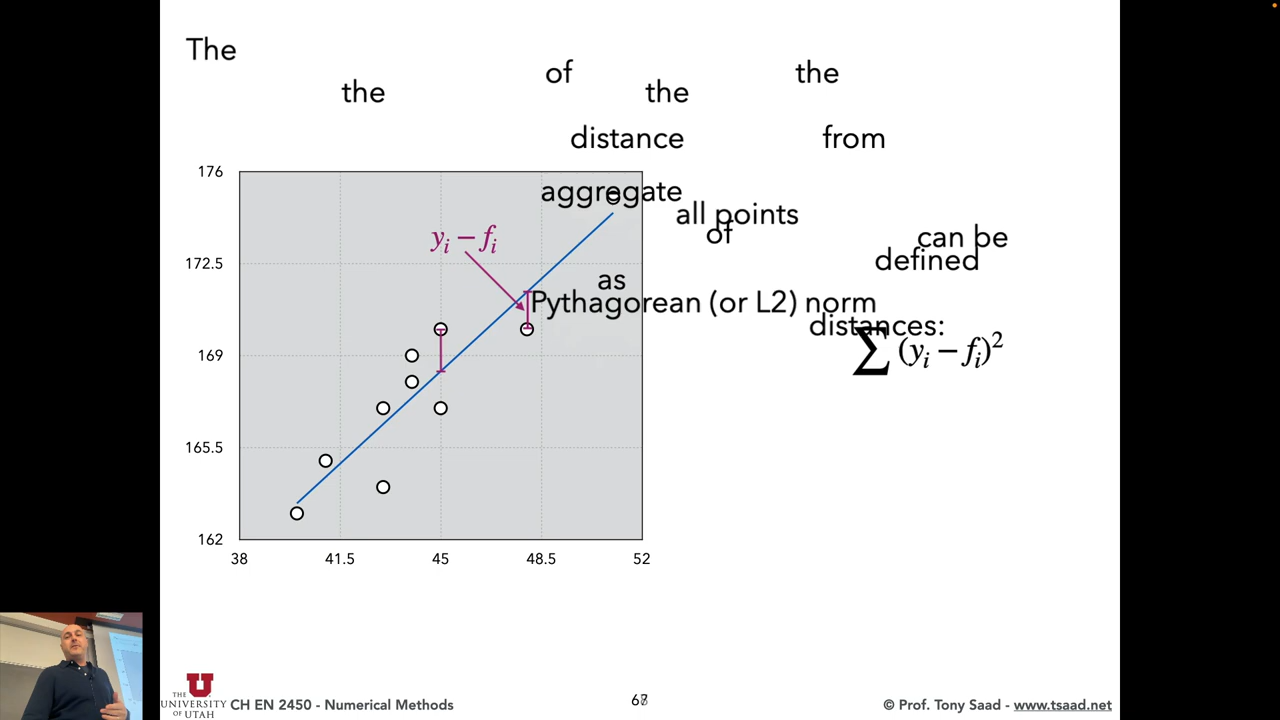 The
of
the
the
the
distance
from
176
aggregate
all points
of
yᵢ − fᵢ
can be
defined
172.5
as
Pythagorean (or L2) norm
distances:
∑ (yᵢ − fᵢ)²
169
165.5
162
38 41.5 45 48.5 52
THE
U
UNIVERSITY
OF UTAH
CH EN 2450 - Numerical Methods
© Prof. Tony Saad - www.tsaad.net